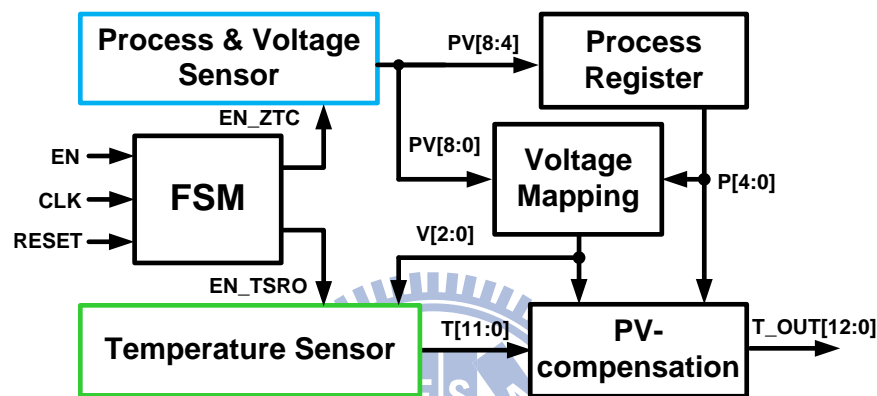 Process & Voltage
Sensor
PV[8:4]
Process
Register
EN_ZTC
PV[8:0]
EN
CLK
RESET
FSM
Voltage
Mapping
P[4:0]
V[2:0]
EN_TSRO
Temperature Sensor
T[11:0]
PV-
compensation
T_OUT[12:0]